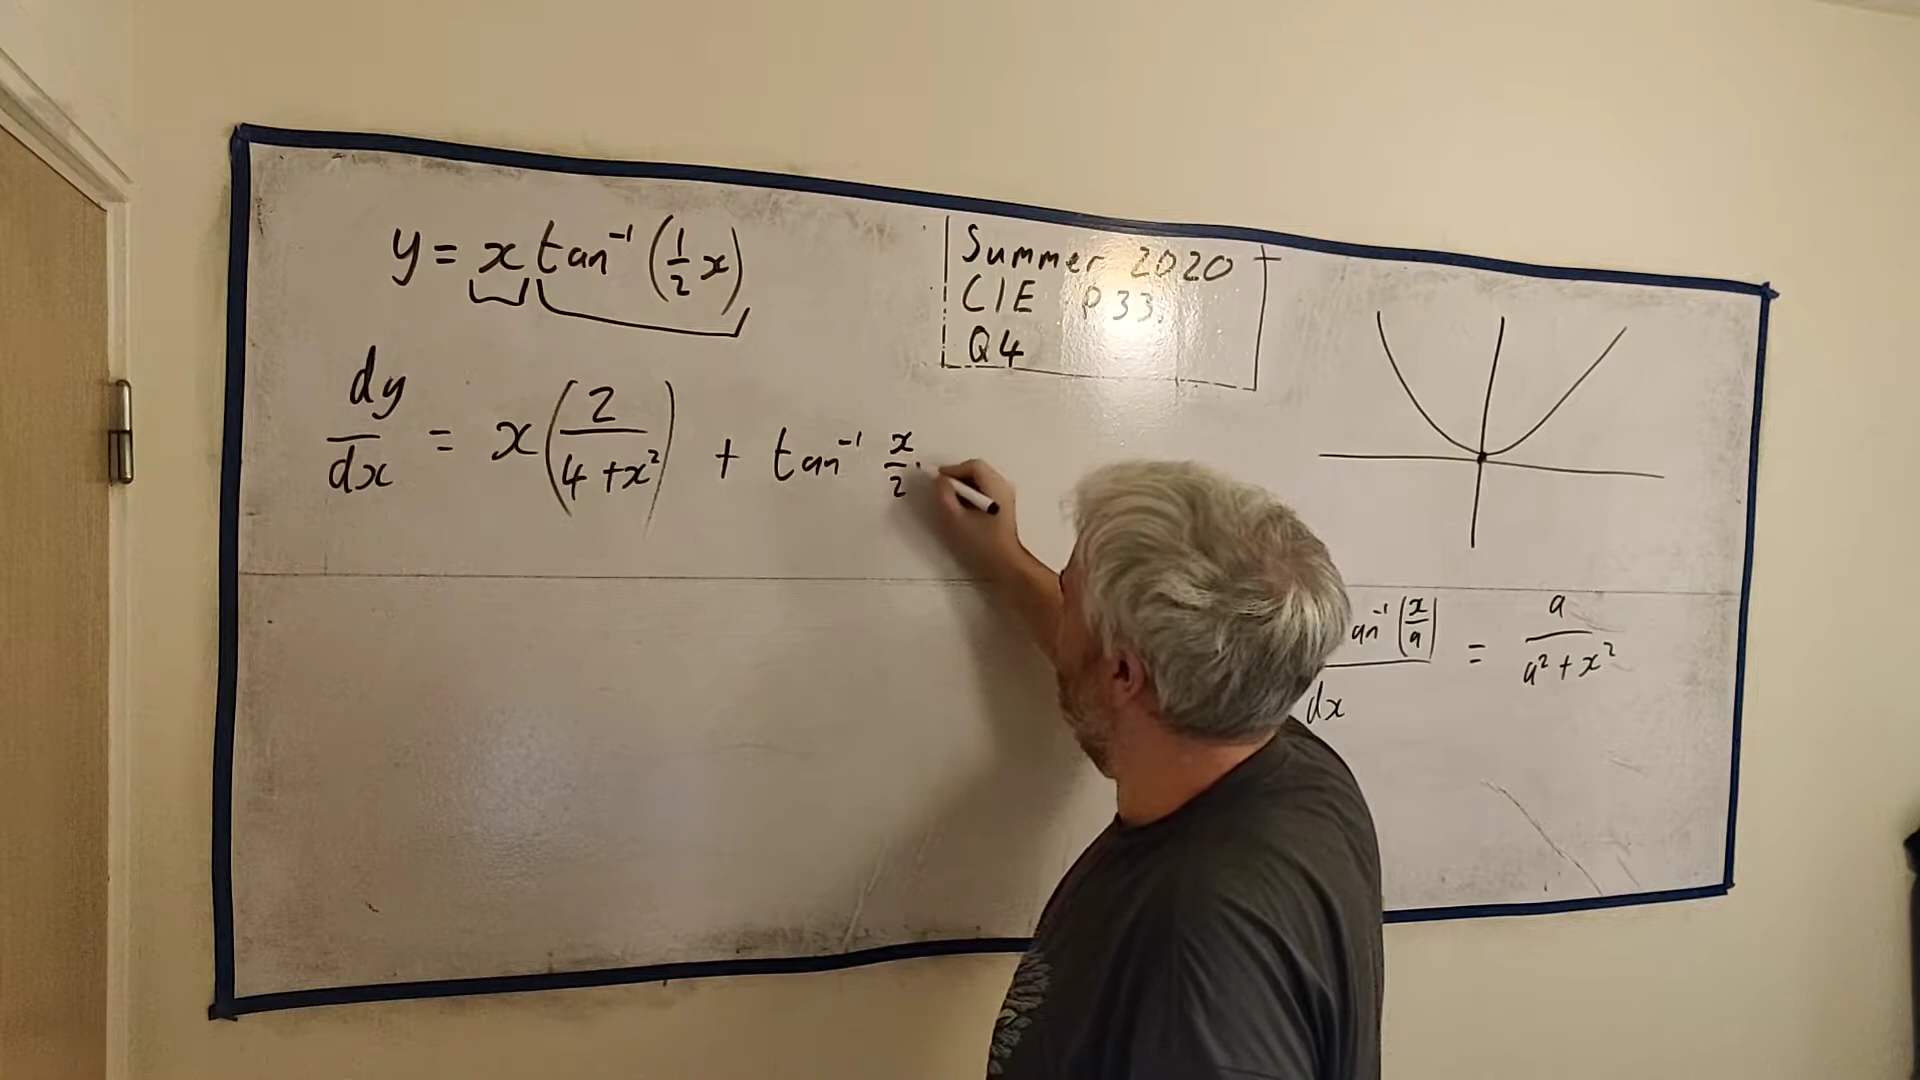 y = x tan⁻¹ (1/2 x)
Summer 2020
CIE P33,
Q4
dy/dx = x (2/(4+x²)) + tan⁻¹ x/2 ·
an⁻¹ (x/a) / dx = a/(a² + x²)